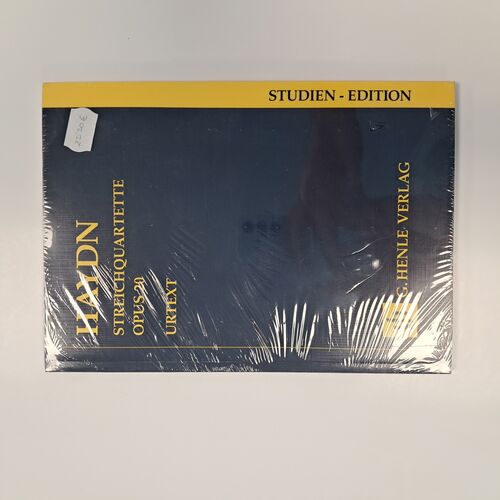 STUDIEN - EDITION
HAYDN
STREICHQUARTETTE
OPUS 20
URTEXT
G. HENLE VERLAG